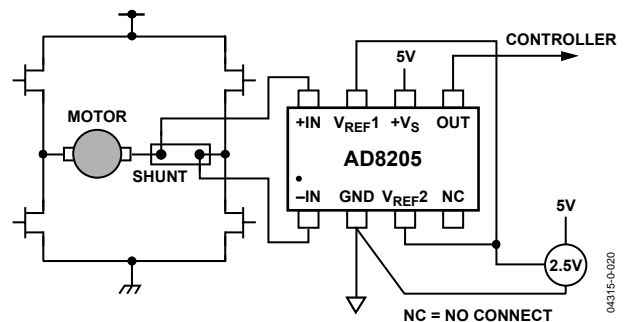 CONTROLLER
5V
+IN VREF1 +VS OUT
MOTOR
AD8205
SHUNT
–IN GND VREF2 NC
5V
2.5V
NC = NO CONNECT
04315-0-020